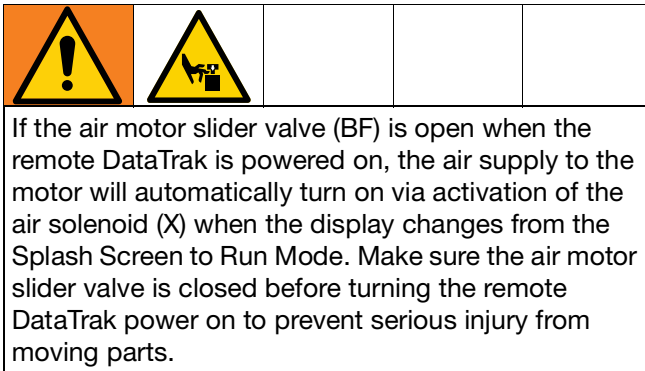 If the air motor slider valve (BF) is open when the
remote DataTrak is powered on, the air supply to the
motor will automatically turn on via activation of the
air solenoid (X) when the display changes from the
Splash Screen to Run Mode. Make sure the air motor
slider valve is closed before turning the remote
DataTrak power on to prevent serious injury from
moving parts.